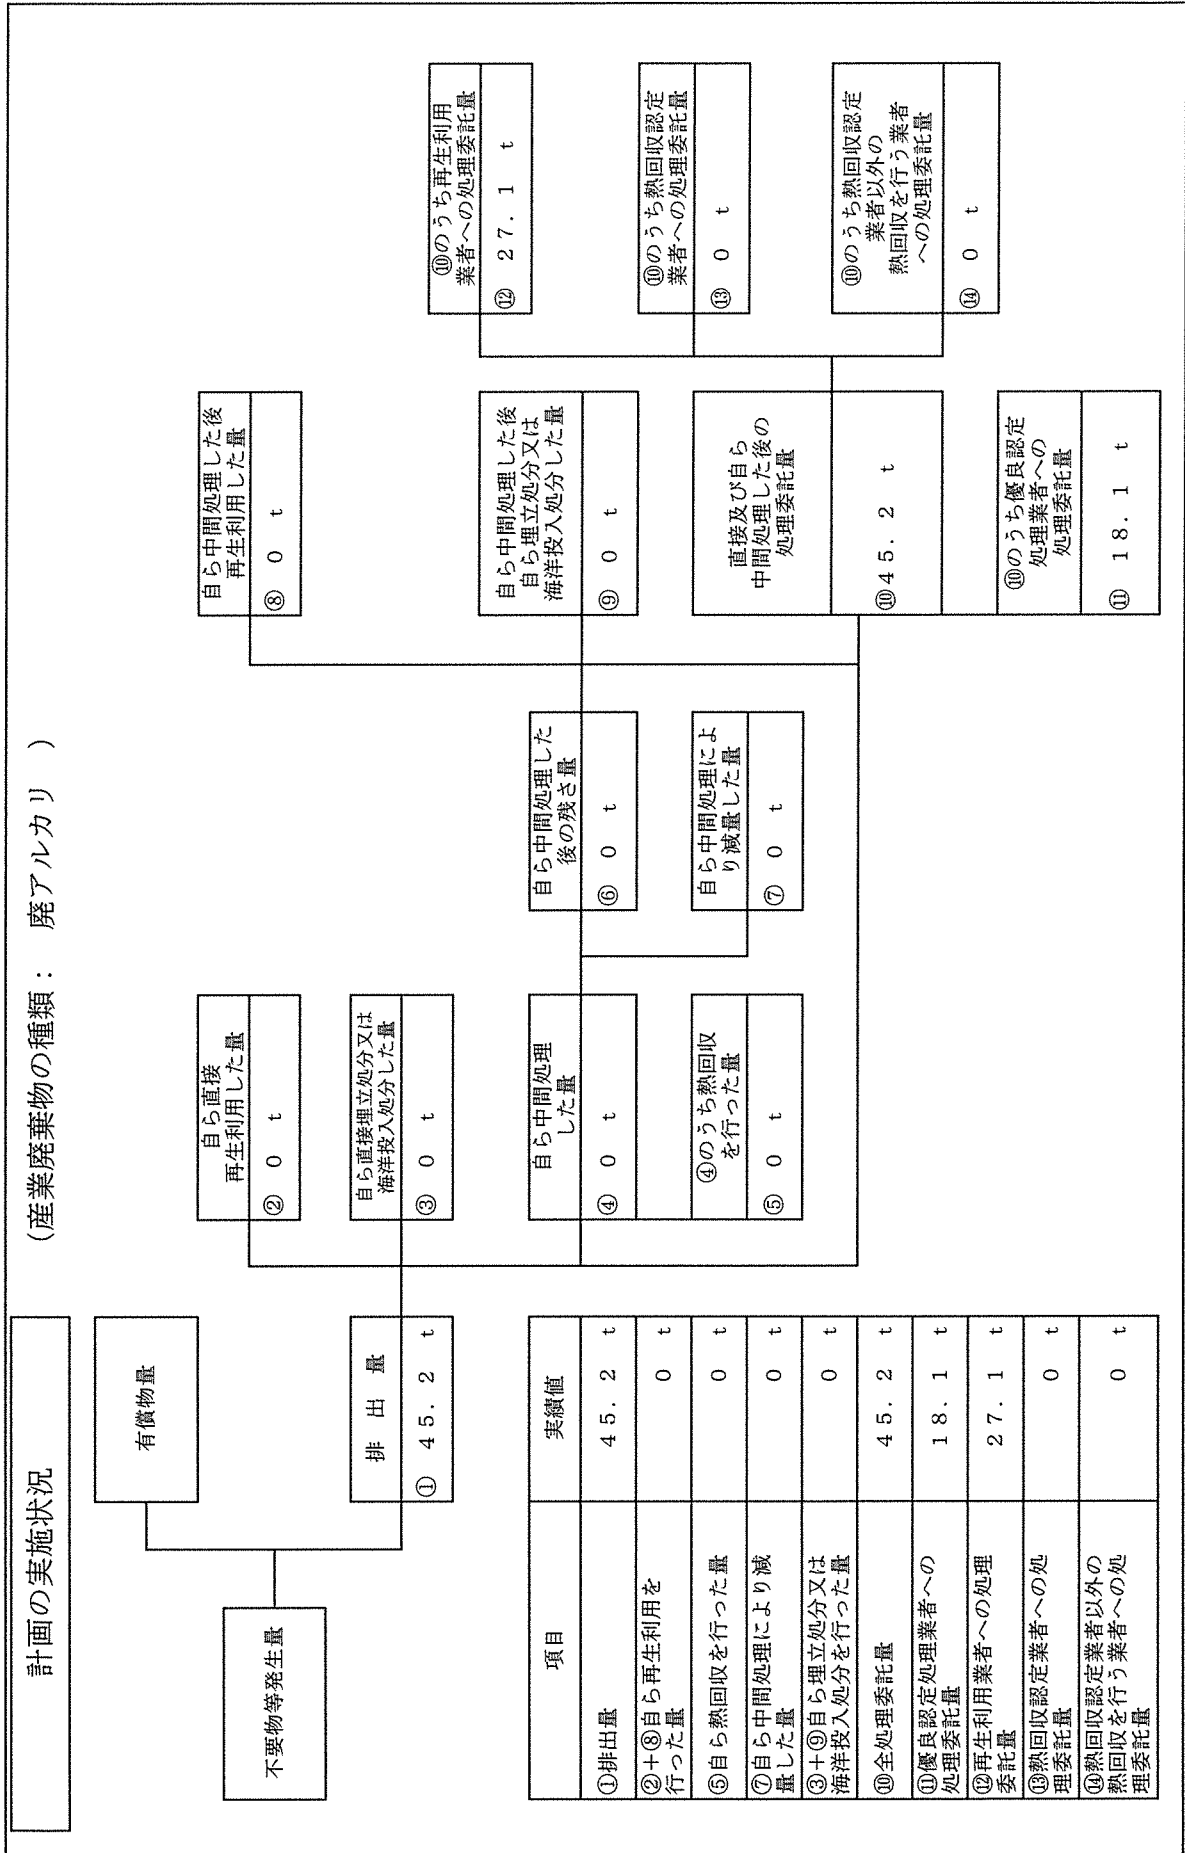 計画の実施状況
(産業廃棄物の種類： 廃アルカリ )
不要物等発生量
有償物量
排 出 量
① 45.2 t
自ら直接
再生利用した量
② 0 t
自ら直接埋立処分又は
海洋投入処分した量
③ 0 t
自ら中間処理
した量
④ 0 t
④のうち熱回収
を行った量
⑤ 0 t
自ら中間処理した
後の残さ量
⑥ 0 t
自ら中間処理によ
り減量した量
⑦ 0 t
自ら中間処理した後
再生利用した量
⑧ 0 t
自ら中間処理した後
自ら埋立処分又は
海洋投入処分した量
⑨ 0 t
直接及び自ら
中間処理した後の
処理委託量
⑩45.2 t
⑩のうち優良認定
処理業者への
処理委託量
⑪ 18.1 t
⑩のうち再生利用
業者への処理委託量
⑫ 27.1 t
⑩のうち熱回収認定
業者への処理委託量
⑬ 0 t
⑩のうち熱回収認定
業者以外の
熱回収を行う業者
への処理委託量
⑭ 0 t
項目 実績値
①排出量 45.2 t
②+⑧自ら再生利用を
行った量 0 t
⑤自ら熱回収を行った量 0 t
⑦自ら中間処理により減
量した量 0 t
③+⑨自ら埋立処分又は
海洋投入処分を行った量 0 t
⑩全処理委託量 45.2 t
⑪優良認定処理業者への
処理委託量 18.1 t
⑫再生利用業者への処理
委託量 27.1 t
⑬熱回収認定業者への処
理委託量 0 t
⑭熱回収認定業者以外の
熱回収を行う業者への処
理委託量 0 t